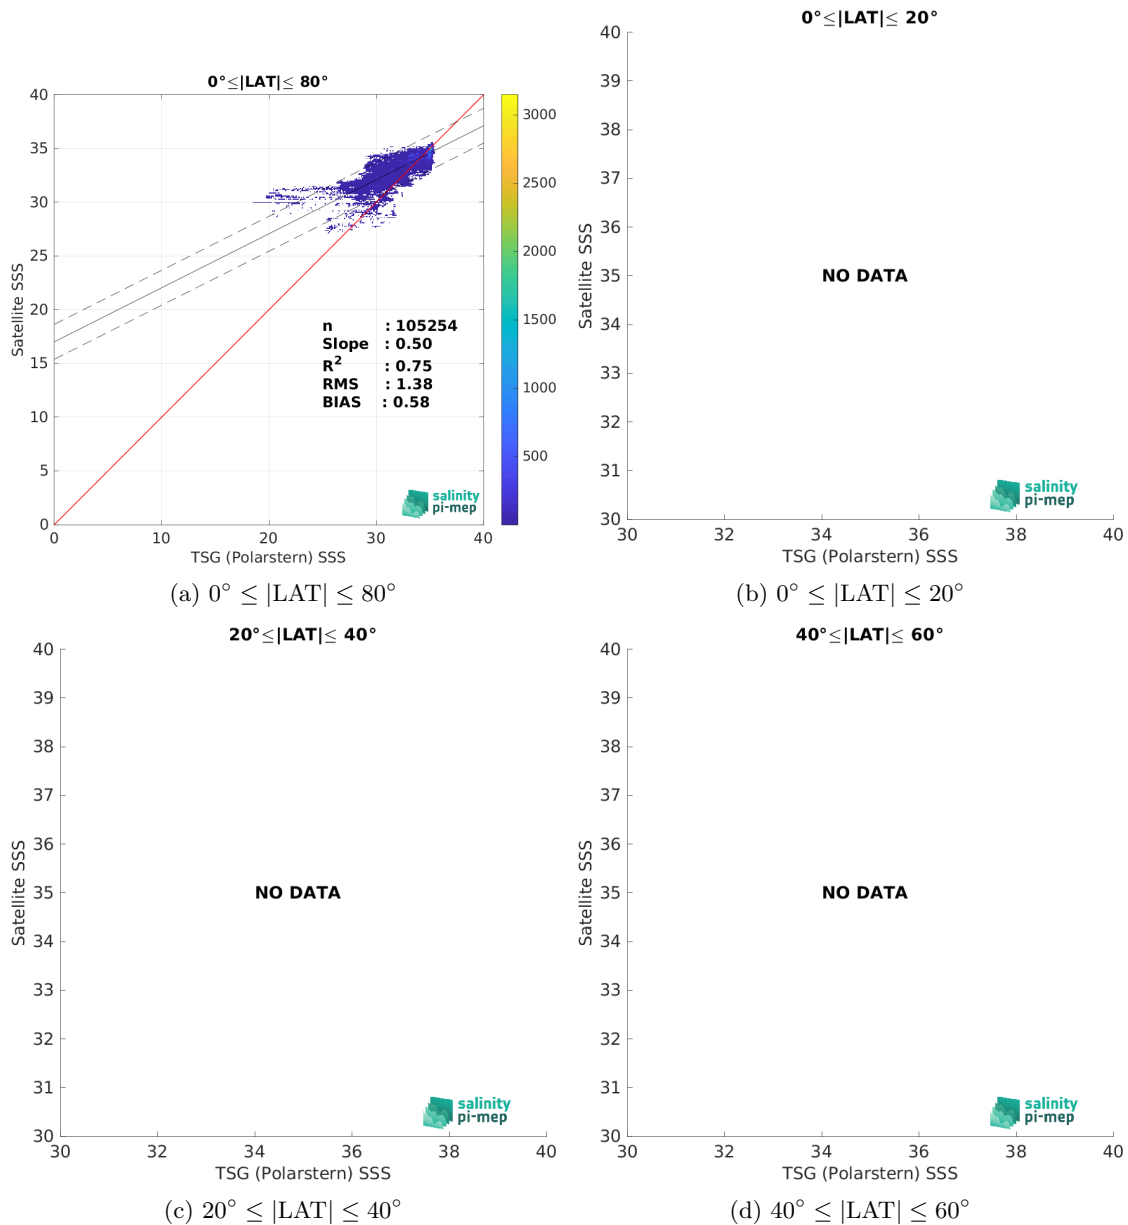 0°≤|LAT|≤ 80°
40
35
30
25
20
15
10
5
0
Satellite SSS
n : 105254
Slope : 0.50
R² : 0.75
RMS : 1.38
BIAS : 0.58
salinity
pi-mep
0 10 20 30 40
TSG (Polarstern) SSS
3000
2500
2000
1500
1000
500
(a) 0° ≤ |LAT| ≤ 80°
0°≤|LAT|≤ 20°
40
39
38
37
36
35
34
33
32
31
30
Satellite SSS
NO DATA
salinity
pi-mep
30 32 34 36 38 40
TSG (Polarstern) SSS
(b) 0° ≤ |LAT| ≤ 20°
20°≤|LAT|≤ 40°
40
39
38
37
36
35
34
33
32
31
30
Satellite SSS
NO DATA
salinity
pi-mep
30 32 34 36 38 40
TSG (Polarstern) SSS
(c) 20° ≤ |LAT| ≤ 40°
40°≤|LAT|≤ 60°
40
39
38
37
36
35
34
33
32
31
30
Satellite SSS
NO DATA
salinity
pi-mep
30 32 34 36 38 40
TSG (Polarstern) SSS
(d) 40° ≤ |LAT| ≤ 60°